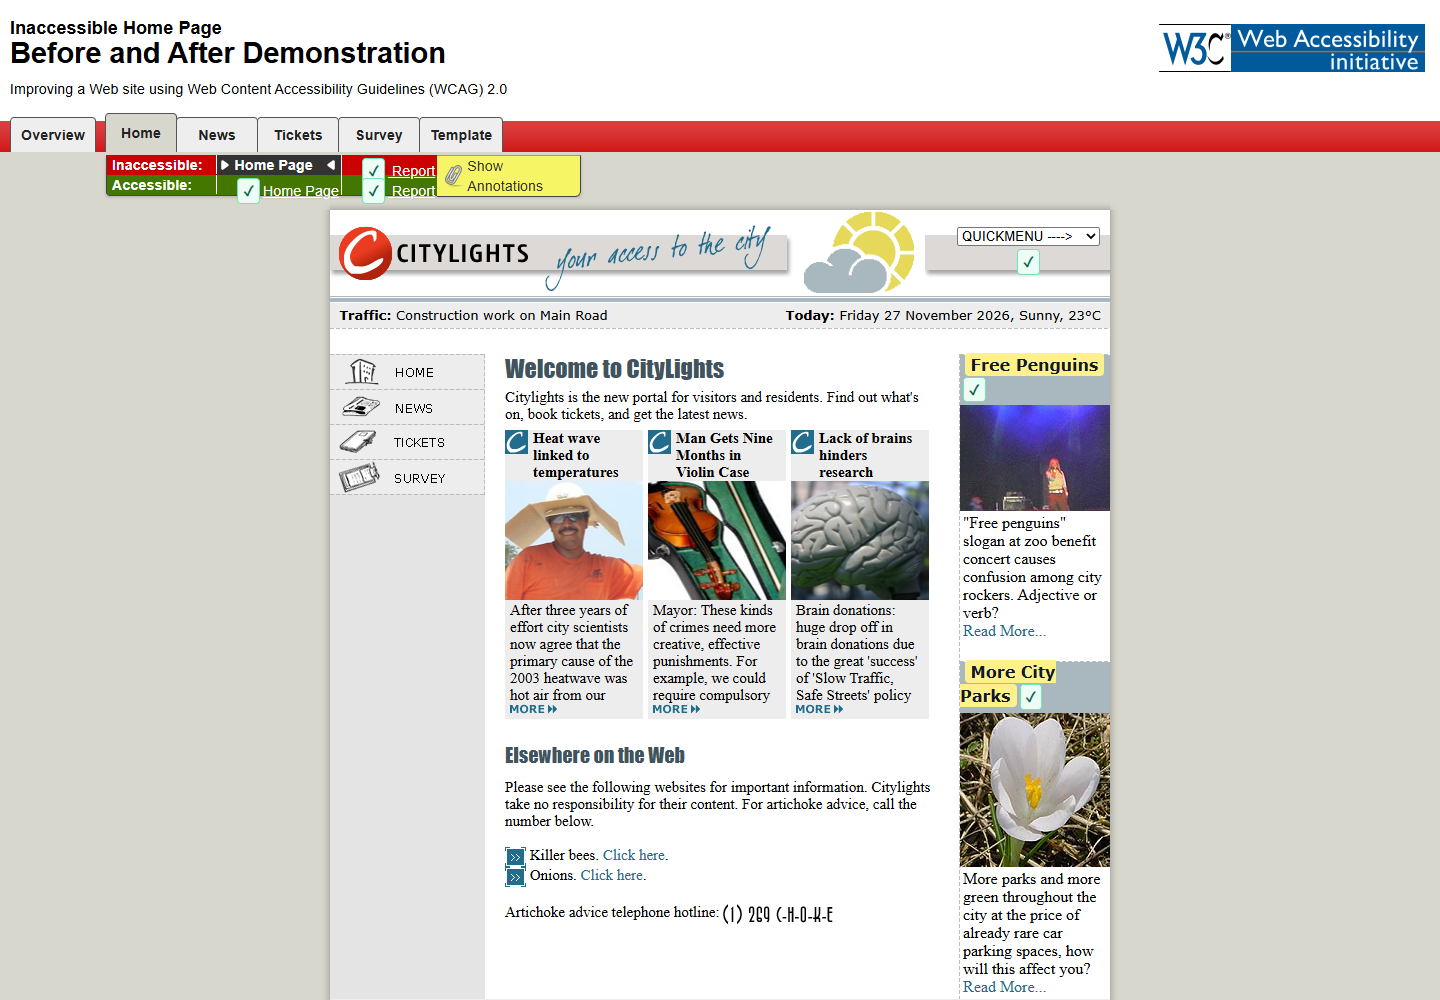 Inaccessible Home Page
Before and After Demonstration
Improving a Web site using Web Content Accessibility Guidelines (WCAG) 2.0
W3C® Web Accessibility initiative
Overview
Home
News
Tickets
Survey
Template
Inaccessible: Home Page Report
Accessible: Home Page Report
Show
Annotations
CITYLIGHTS
your access to the city
QUICKMENU ---->
Traffic: Construction work on Main Road
Today: Friday 27 November 2026, Sunny, 23°C
HOME
NEWS
TICKETS
SURVEY
Welcome to CityLights
Citylights is the new portal for visitors and residents. Find out what's
on, book tickets, and get the latest news.
Heat wave
linked to
temperatures
After three years of
effort city scientists
now agree that the
primary cause of the
2003 heatwave was
hot air from our
MORE
Man Gets Nine
Months in
Violin Case
Mayor: These kinds
of crimes need more
creative, effective
punishments. For
example, we could
require compulsory
MORE
Lack of brains
hinders
research
Brain donations:
huge drop off in
brain donations due
to the great 'success'
of 'Slow Traffic,
Safe Streets' policy
MORE
Elsewhere on the Web
Please see the following websites for important information. Citylights
take no responsibility for their content. For artichoke advice, call the
number below.
Killer bees. Click here.
Onions. Click here.
Artichoke advice telephone hotline: (1) 269 C-H-O-K-E
Free Penguins
"Free penguins"
slogan at zoo benefit
concert causes
confusion among city
rockers. Adjective or
verb?
Read More...
More City
Parks
More parks and more
green throughout the
city at the price of
already rare car
parking spaces, how
will this affect you?
Read More...